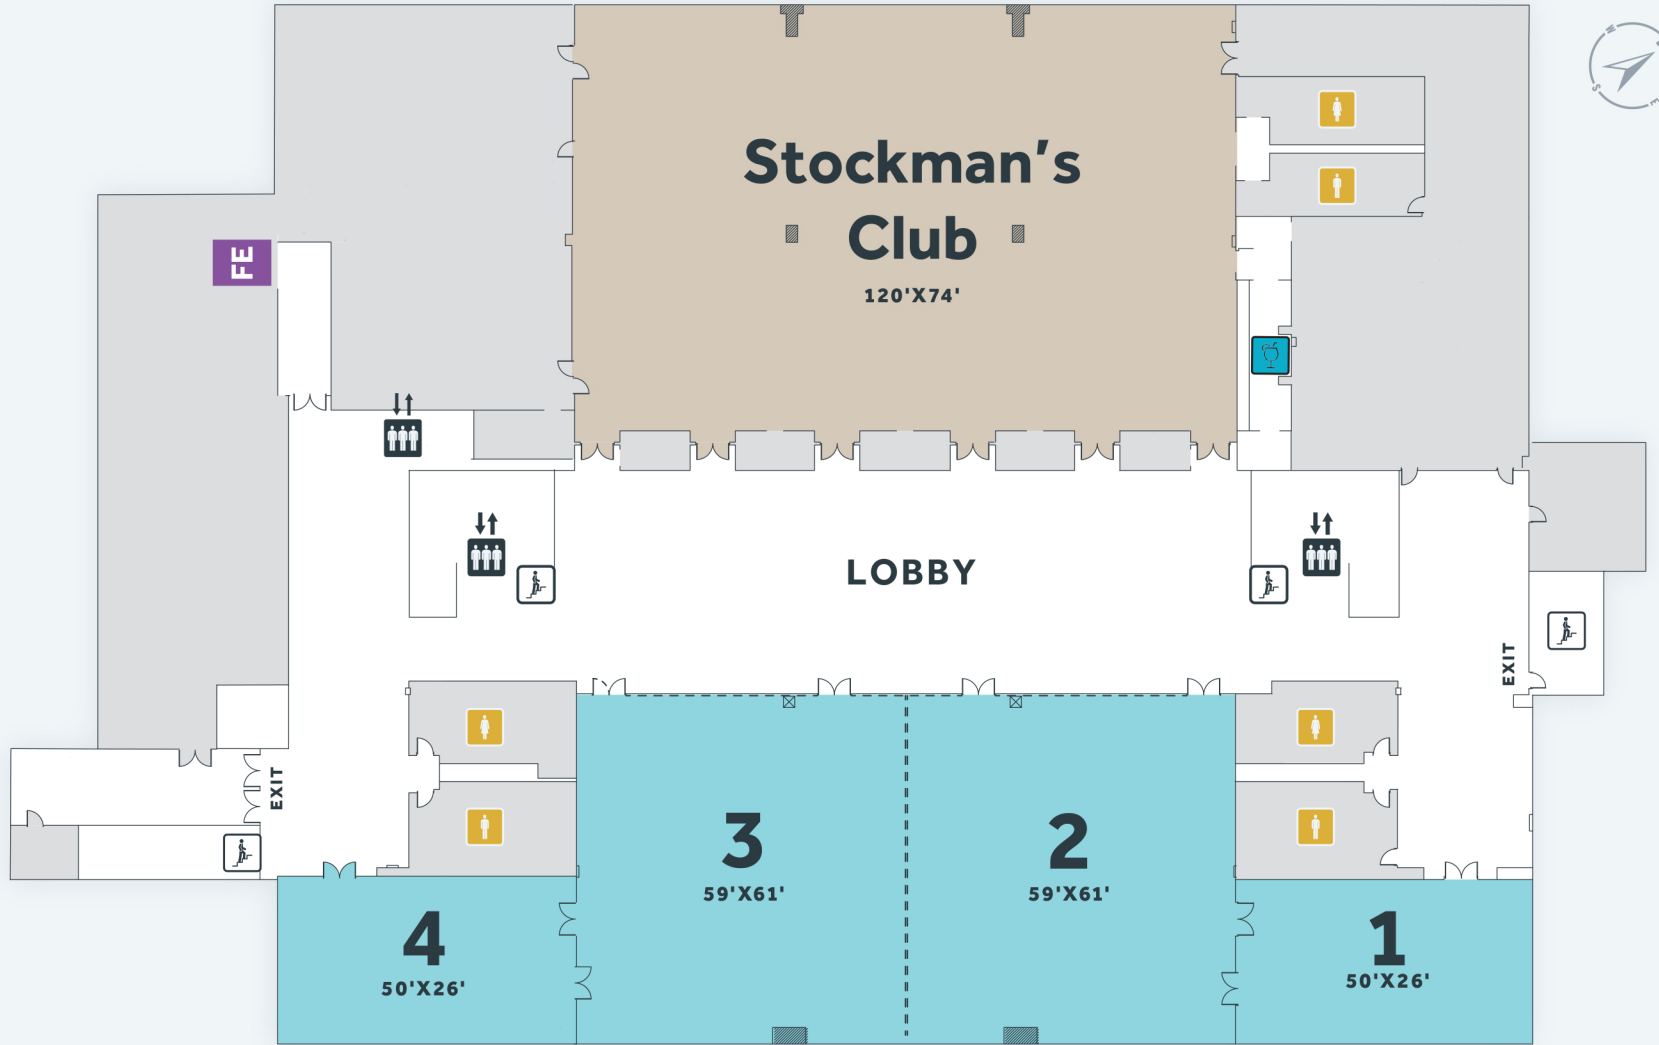 Stockman's
Club
120'X74'
FE
LOBBY
EXIT
EXIT
3
59'X61'
2
59'X61'
4
50'X26'
1
50'X26'
W
S
E